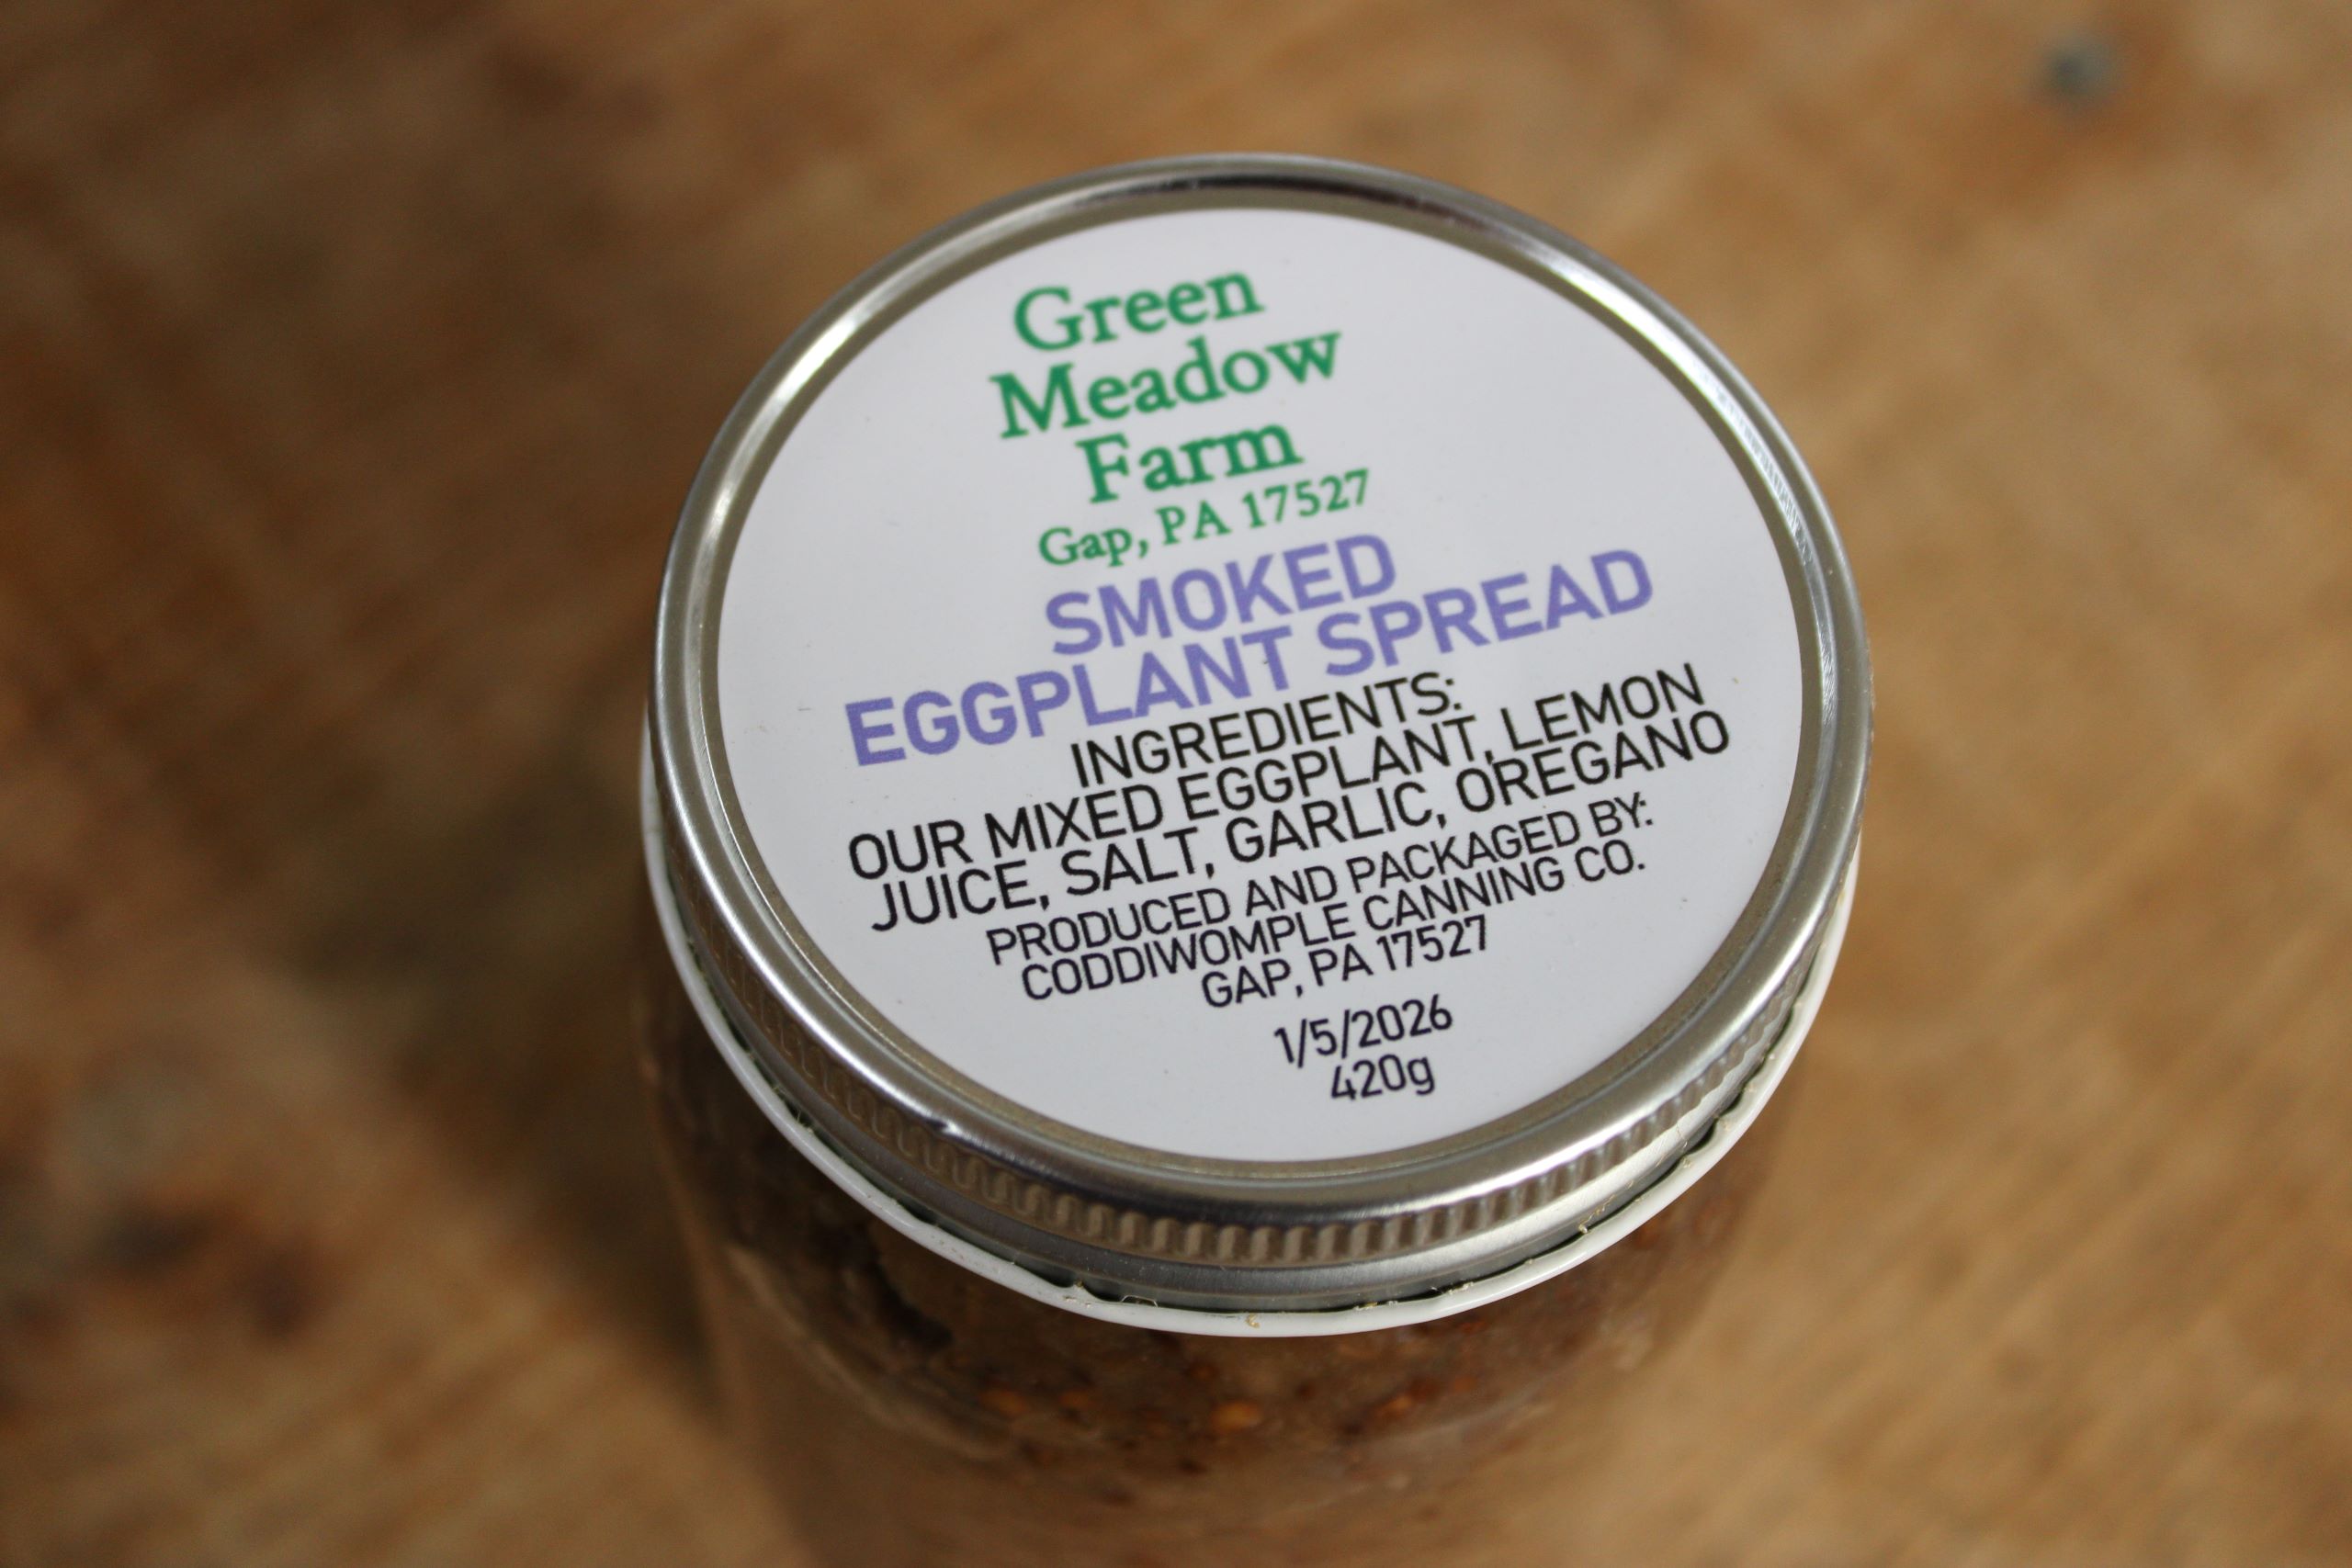 Green
Meadow
Farm
Gap, PA 17527
SMOKED
EGGPLANT SPREAD
INGREDIENTS:
OUR MIXED EGGPLANT, LEMON
JUICE, SALT, GARLIC, OREGANO
PRODUCED AND PACKAGED BY:
CODDIWOMPLE CANNING CO.
GAP, PA 17527
1/5/2026
420g